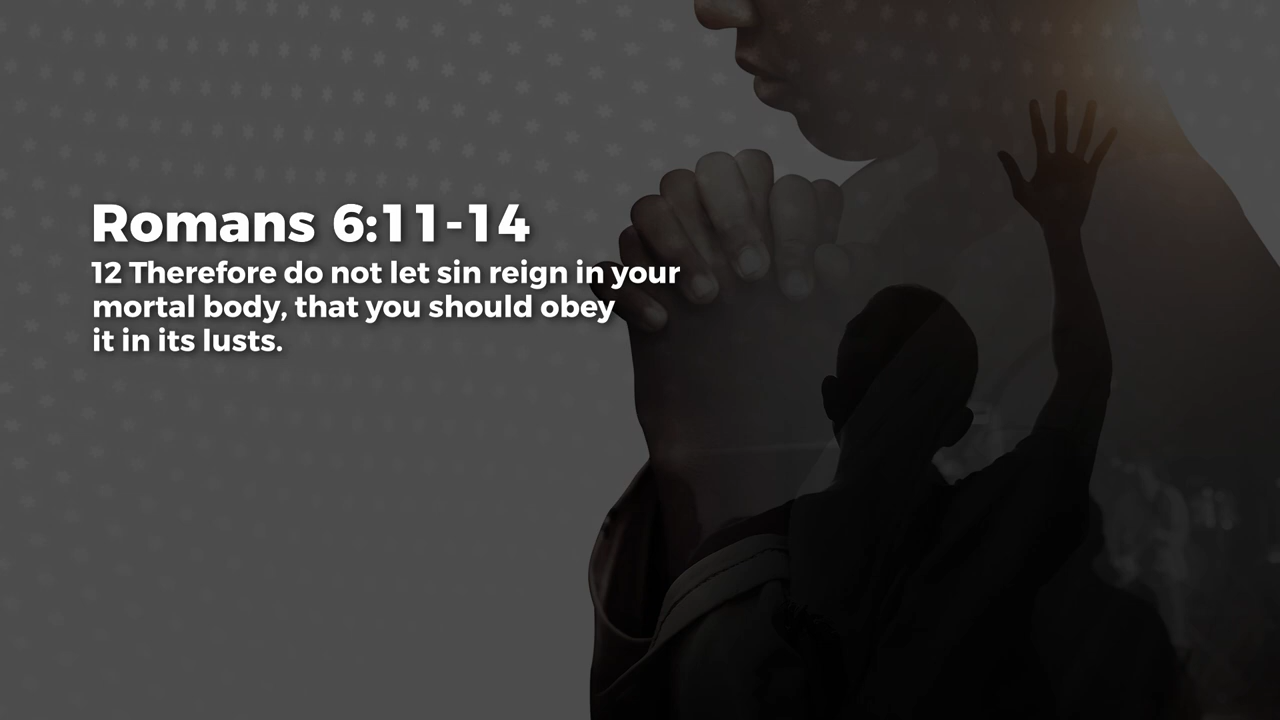 Romans 6:11-14
12 Therefore do not let sin reign in your
mortal body, that you should obey
it in its lusts.